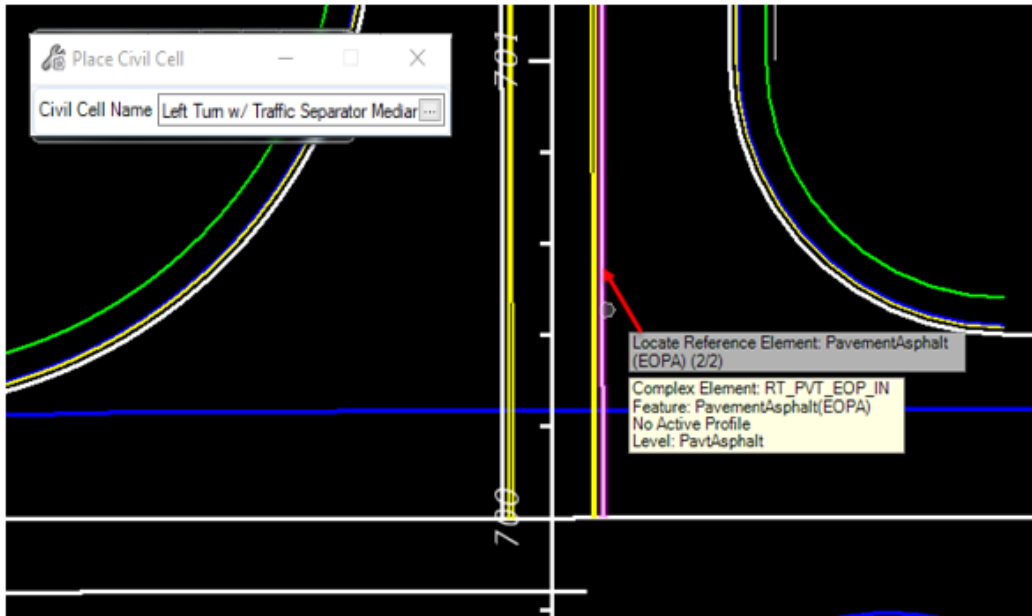 Place Civil Cell
Civil Cell Name Left Turn w/ Traffic Separator Mediar ...
701
Locate Reference Element: PavementAsphalt
(EOPA) (2/2)
Complex Element: RT_PVT_EOP_IN
Feature: PavementAsphalt(EOPA)
No Active Profile
Level: PavtAsphalt
700